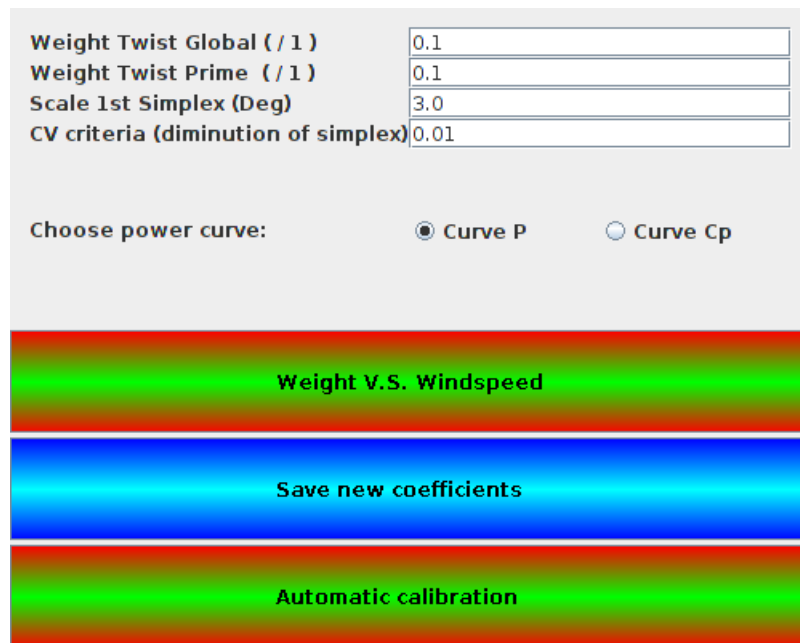 Weight Twist Global ( / 1 ) 0.1
Weight Twist Prime ( / 1 ) 0.1
Scale 1st Simplex (Deg) 3.0
CV criteria (diminution of simplex) 0.01
Choose power curve: Curve P Curve Cp
Weight V.S. Windspeed
Save new coefficients
Automatic calibration